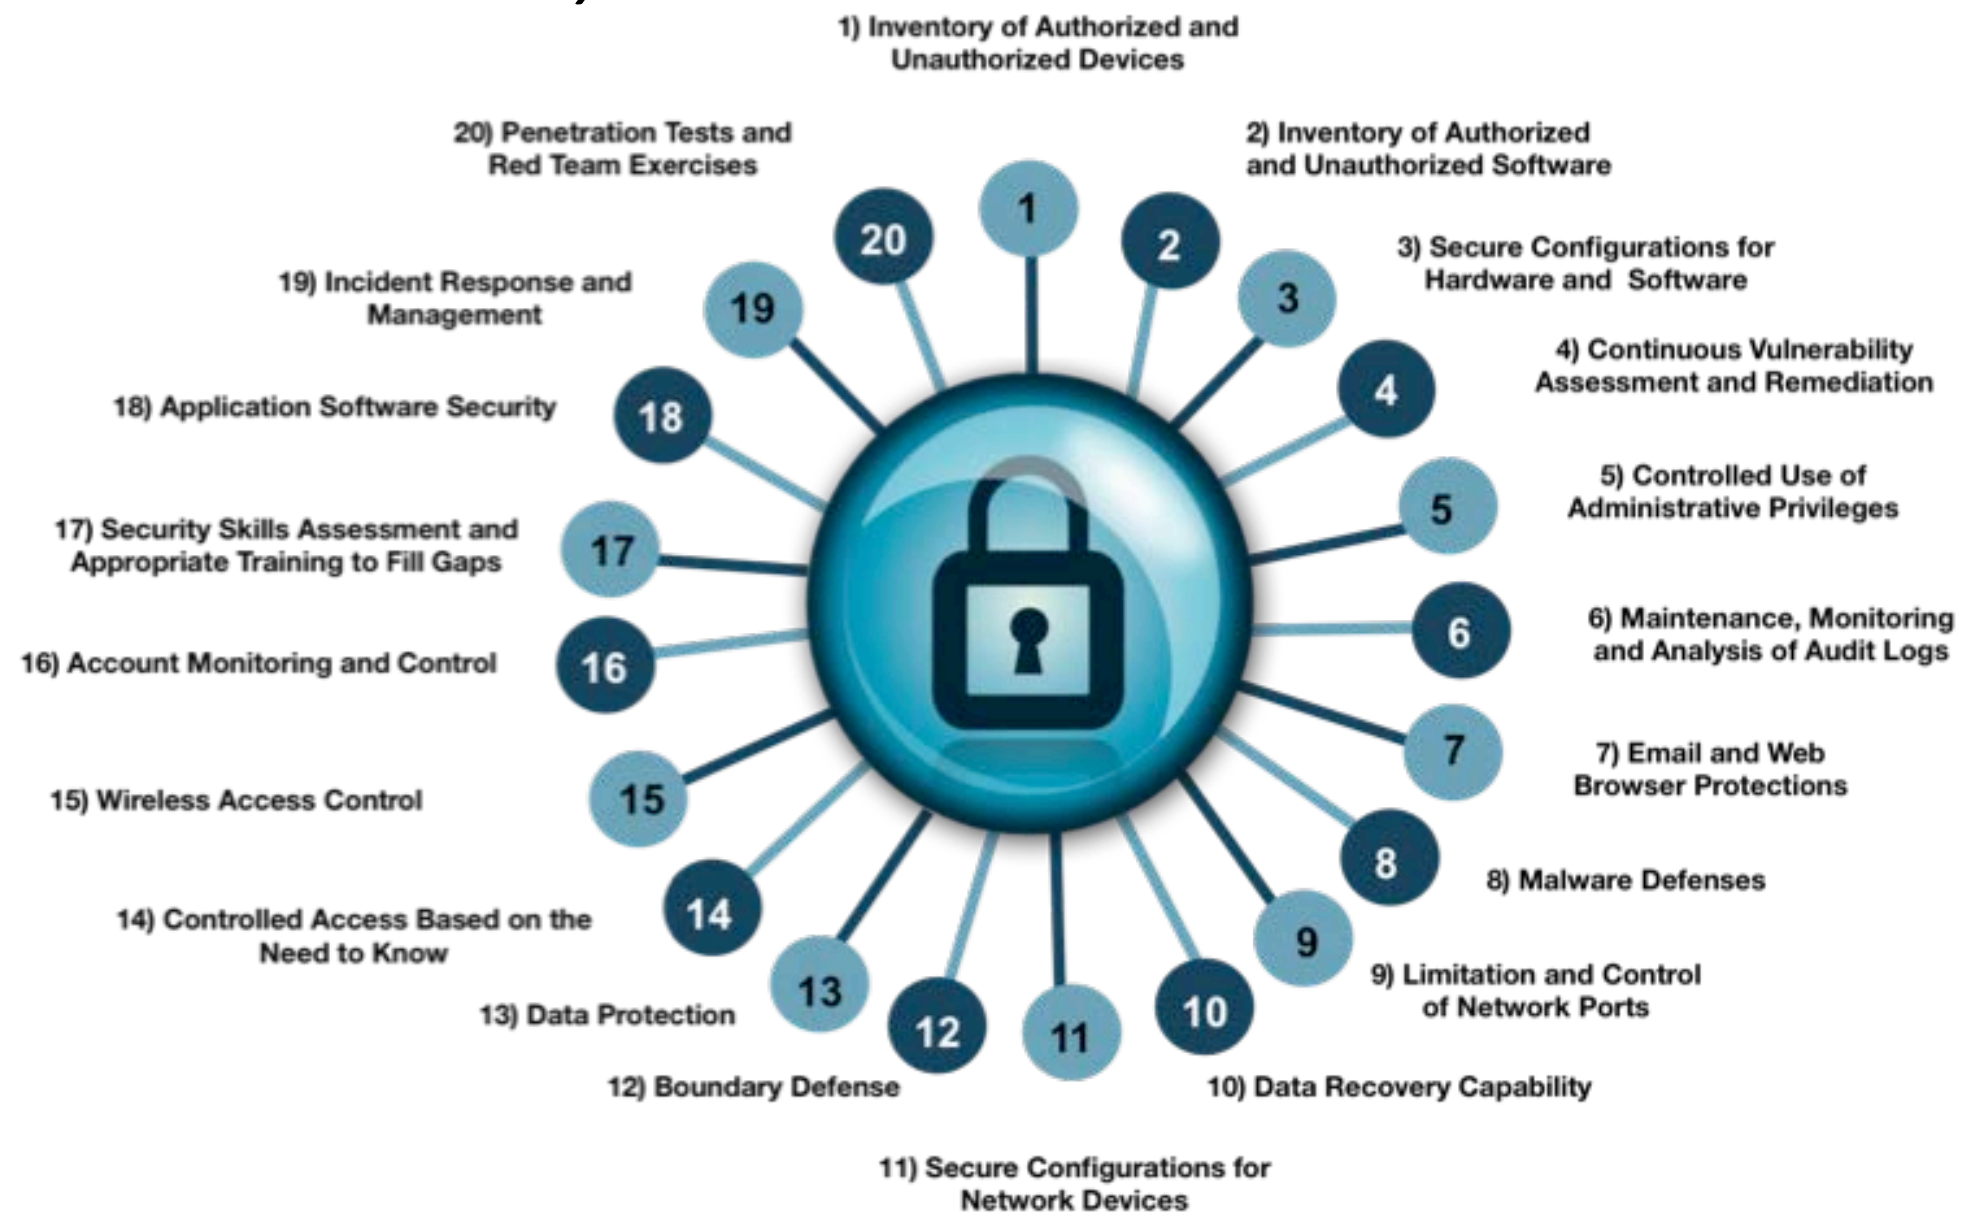 1) Inventory of Authorized and
Unauthorized Devices
2) Inventory of Authorized
and Unauthorized Software
3) Secure Configurations for
Hardware and  Software
4) Continuous Vulnerability
Assessment and Remediation
5) Controlled Use of
Administrative Privileges
6) Maintenance, Monitoring
and Analysis of Audit Logs
7) Email and Web
Browser Protections
8) Malware Defenses
9) Limitation and Control
of Network Ports
10) Data Recovery Capability
11) Secure Configurations for
Network Devices
12) Boundary Defense
13) Data Protection
14) Controlled Access Based on the
Need to Know
15) Wireless Access Control
16) Account Monitoring and Control
17) Security Skills Assessment and
Appropriate Training to Fill Gaps
18) Application Software Security
19) Incident Response and
Management
20) Penetration Tests and
Red Team Exercises
1
2
3
4
5
6
7
8
9
10
11
12
13
14
15
16
17
18
19
20